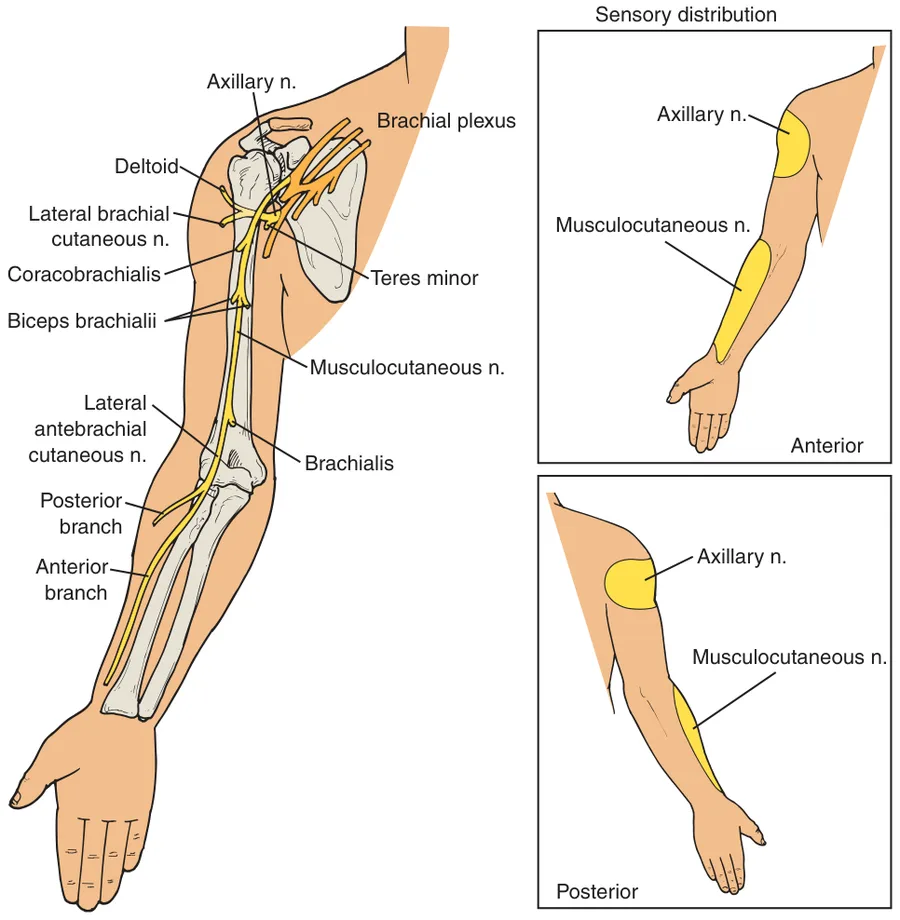 Sensory distribution
Axillary n.
Brachial plexus
Deltoid
Lateral brachial
cutaneous n.
Coracobrachialis
Biceps brachialii
Teres minor
Musculocutaneous n.
Lateral
antebrachial
cutaneous n.
Brachialis
Posterior
branch
Anterior
branch
Axillary n.
Musculocutaneous n.
Anterior
Axillary n.
Musculocutaneous n.
Posterior